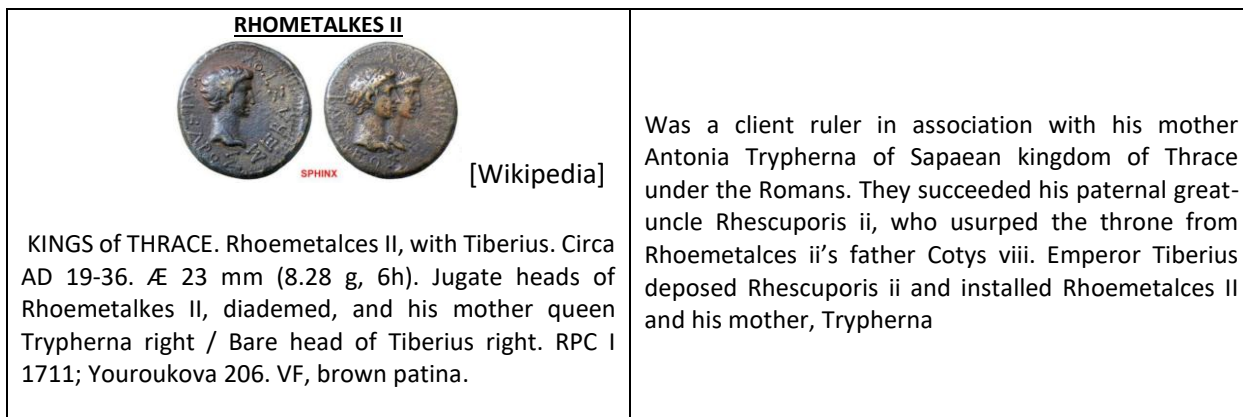 RHOMETALKES II
SPHINX
[Wikipedia]
KINGS of THRACE. Rhoemetalces II, with Tiberius. Circa
AD 19-36. Æ 23 mm (8.28 g, 6h). Jugate heads of
Rhoemetalkes II, diademed, and his mother queen
Trypherna right / Bare head of Tiberius right. RPC I
1711; Youroukova 206. VF, brown patina.
Was a client ruler in association with his mother
Antonia Trypherna of Sapaean kingdom of Thrace
under the Romans. They succeeded his paternal great-
uncle Rhescuporis ii, who usurped the throne from
Rhoemetalces ii’s father Cotys viii. Emperor Tiberius
deposed Rhescuporis ii and installed Rhoemetalces II
and his mother, Trypherna